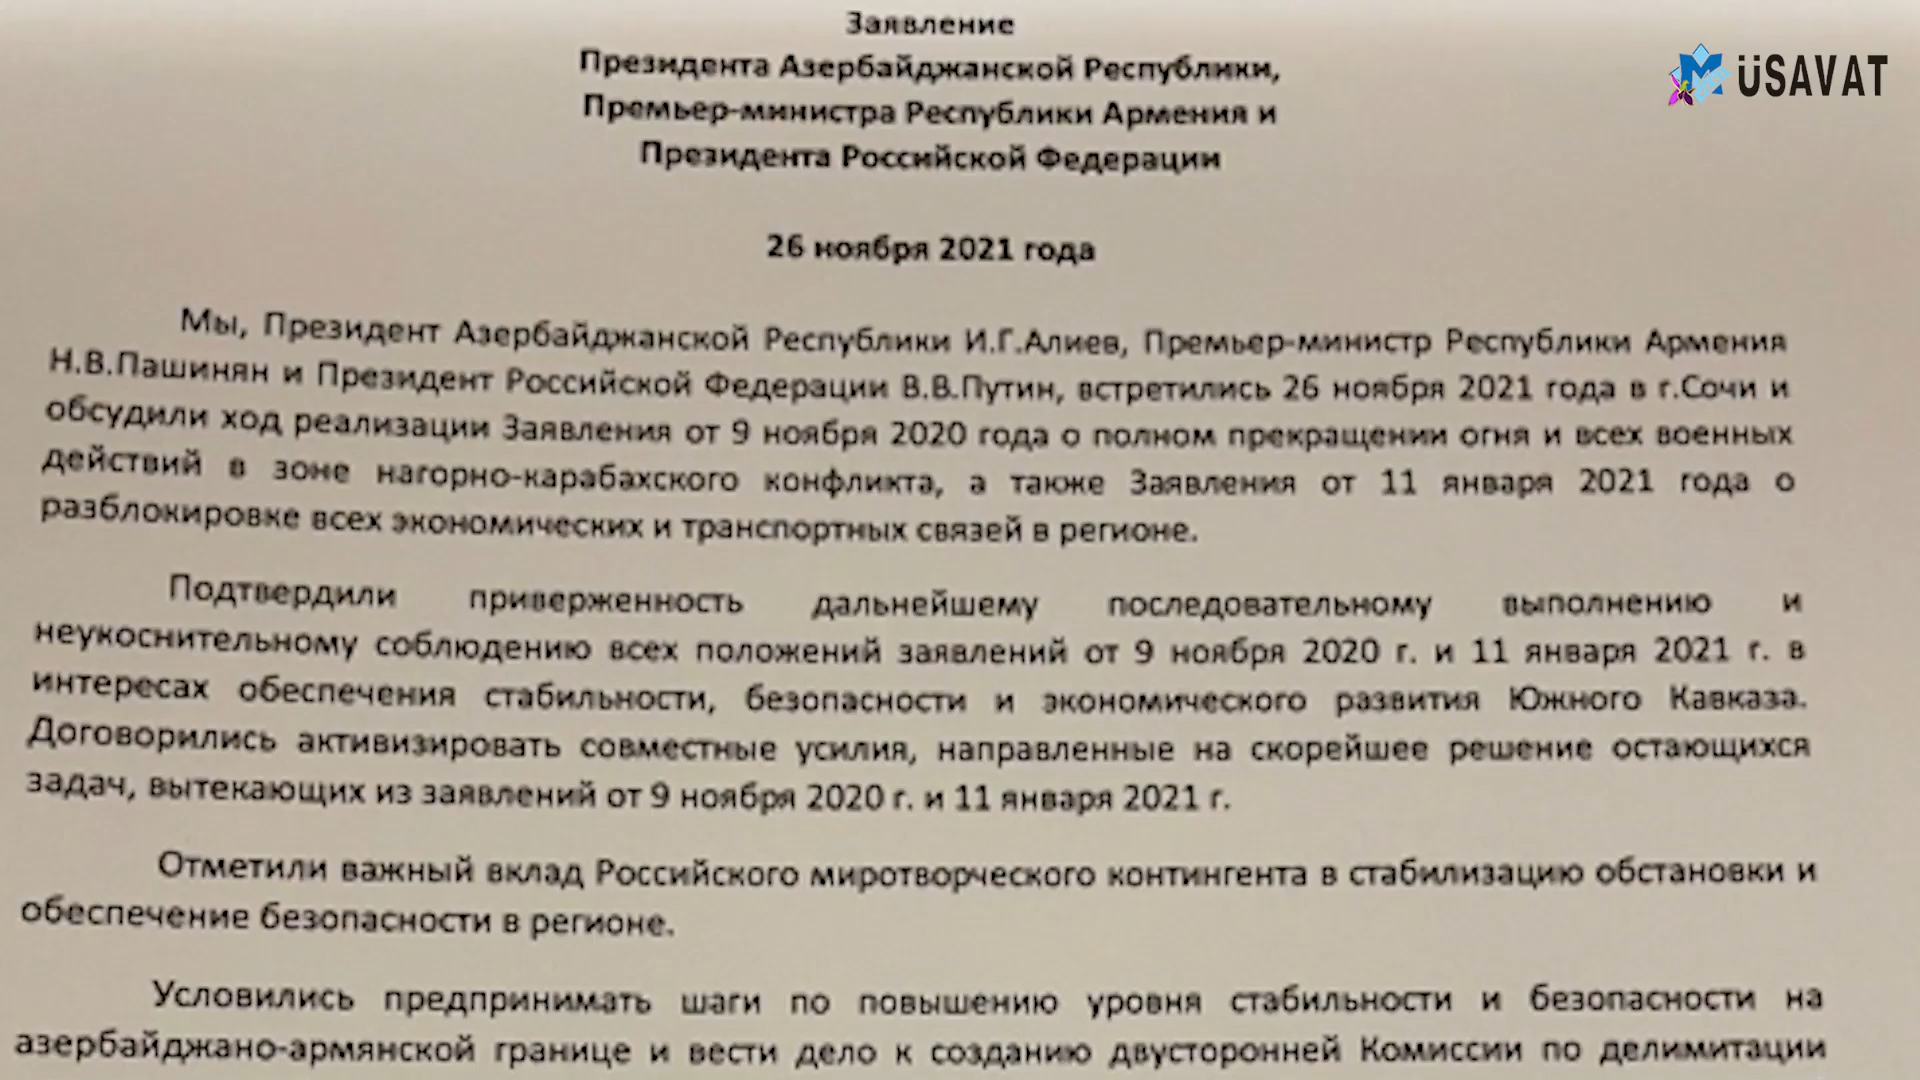 Заявление
Президента Азербайджанской Республики,
Премьер-министра Республики Армения и
Президента Российской Федерации
MÜSAVAT
26 ноября 2021 года
Мы, Президент Азербайджанской Республики И.Г.Алиев, Премьер-министр Республики Армения
Н.В.Пашинян и Президент Российской Федерации В.В.Путин, встретились 26 ноября 2021 года в г.Сочи и
обсудили ход реализации Заявления от 9 ноября 2020 года о полном прекращении огня и всех военных
действий в зоне нагорно-карабахского конфликта, а также Заявления от 11 января 2021 года о
разблокировке всех экономических и транспортных связей в регионе.
Подтвердили приверженность дальнейшему последовательному выполнению и
неукоснительному соблюдению всех положений заявлений от 9 ноября 2020 г. и 11 января 2021 г. в
интересах обеспечения стабильности, безопасности и экономического развития Южного Кавказа.
Договорились активизировать совместные усилия, направленные на скорейшее решение остающихся
задач, вытекающих из заявлений от 9 ноября 2020 г. и 11 января 2021 г.
Отметили важный вклад Российского миротворческого контингента в стабилизацию обстановки и
обеспечение безопасности в регионе.
Условились предпринимать шаги по повышению уровня стабильности и безопасности на
азербайджано-армянской границе и вести дело к созданию двусторонней Комиссии по делимитации